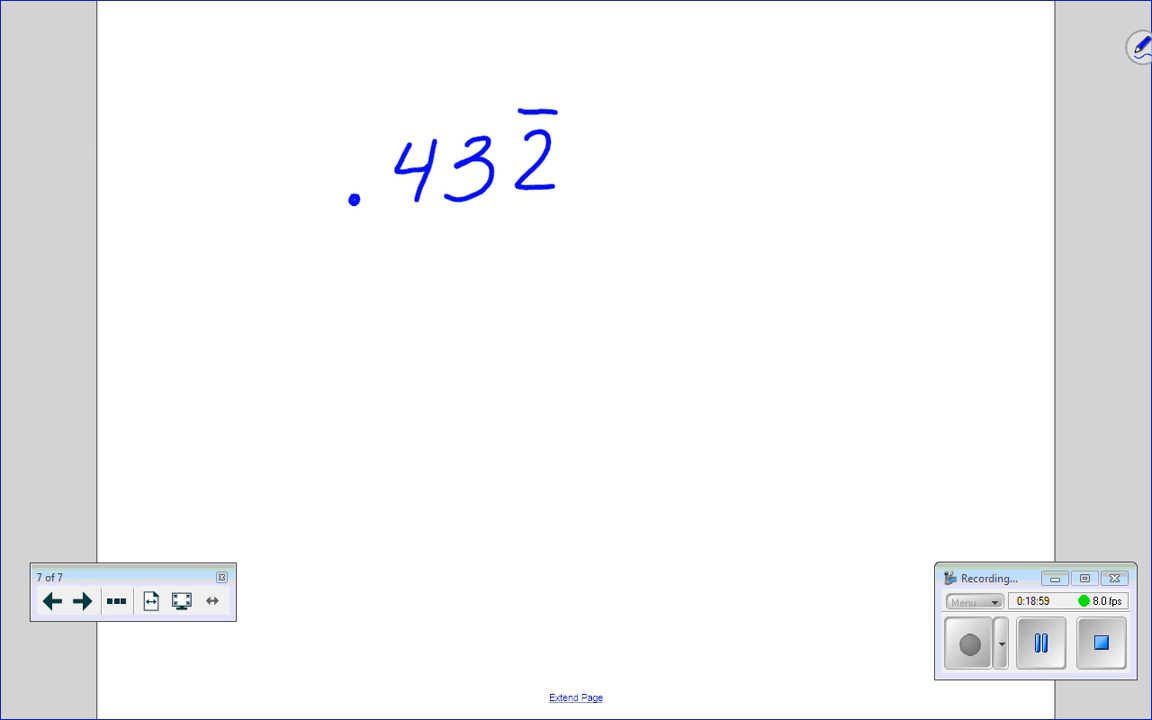 .432̅
7 of 7
Recording...
Menu
0:18:59
8.0 fps
Extend Page